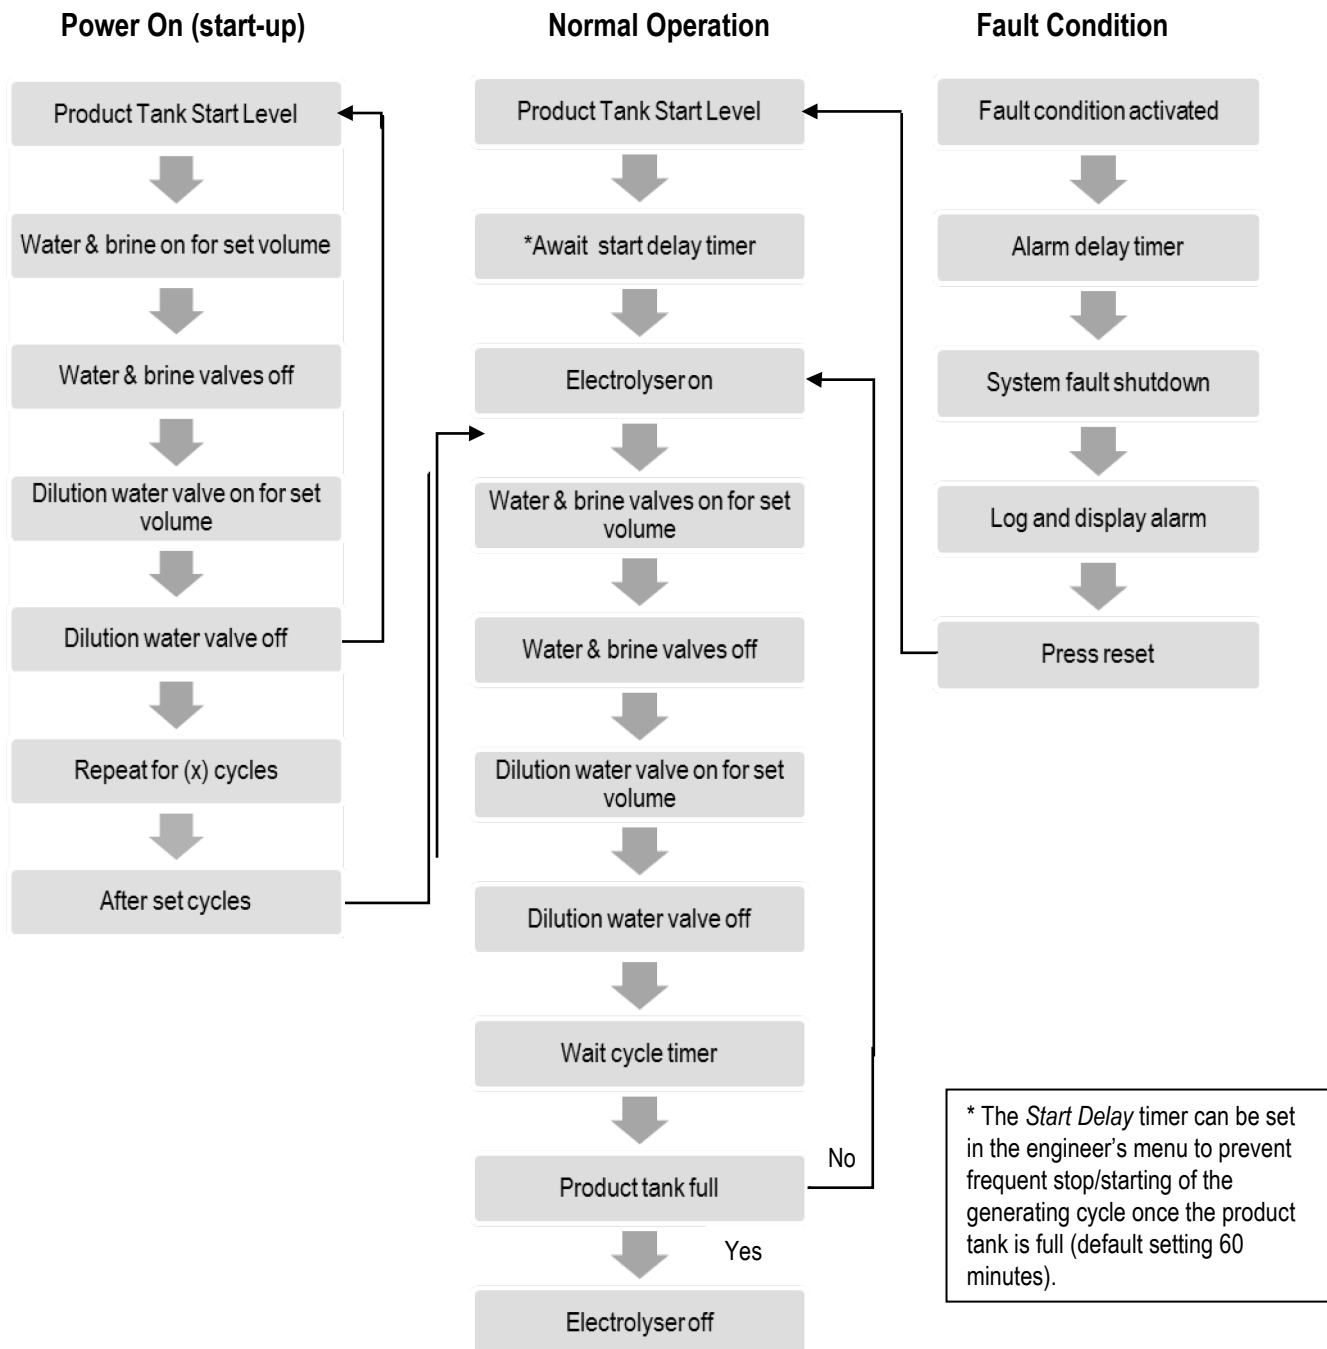 Power On (start-up)
Product Tank Start Level
Water & brine on for set volume
Water & brine valves off
Dilution water valve on for set
volume
Dilution water valve off
Repeat for (x) cycles
After set cycles
Normal Operation
Product Tank Start Level
*Await start delay timer
Electrolyser on
Water & brine valves on for set
volume
Water & brine valves off
Dilution water valve on for set
volume
Dilution water valve off
Wait cycle timer
Product tank full
No
Yes
Electrolyser off
Fault Condition
Fault condition activated
Alarm delay timer
System fault shutdown
Log and display alarm
Press reset
* The Start Delay timer can be set
in the engineer’s menu to prevent
frequent stop/starting of the
generating cycle once the product
tank is full (default setting 60
minutes).